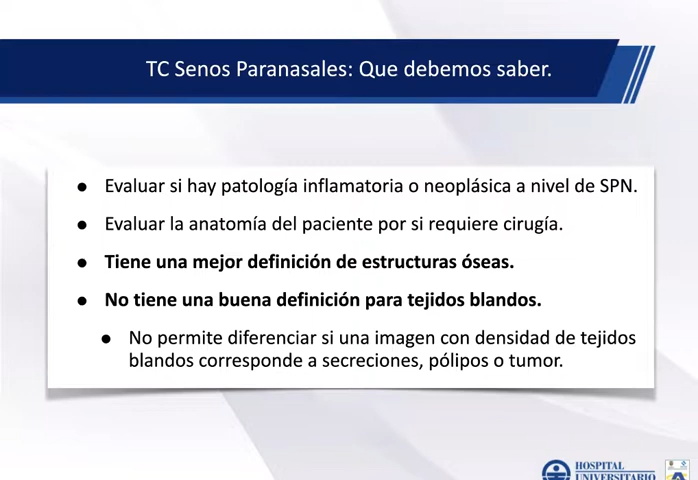 TC Senos Paranasales: Que debemos saber.
● Evaluar si hay patología inflamatoria o neoplásica a nivel de SPN.
● Evaluar la anatomía del paciente por si requiere cirugía.
● Tiene una mejor definición de estructuras óseas.
● No tiene una buena definición para tejidos blandos.
● No permite diferenciar si una imagen con densidad de tejidos
blandos corresponde a secreciones, pólipos o tumor.
HOSPITAL
UNIVERSITARIO